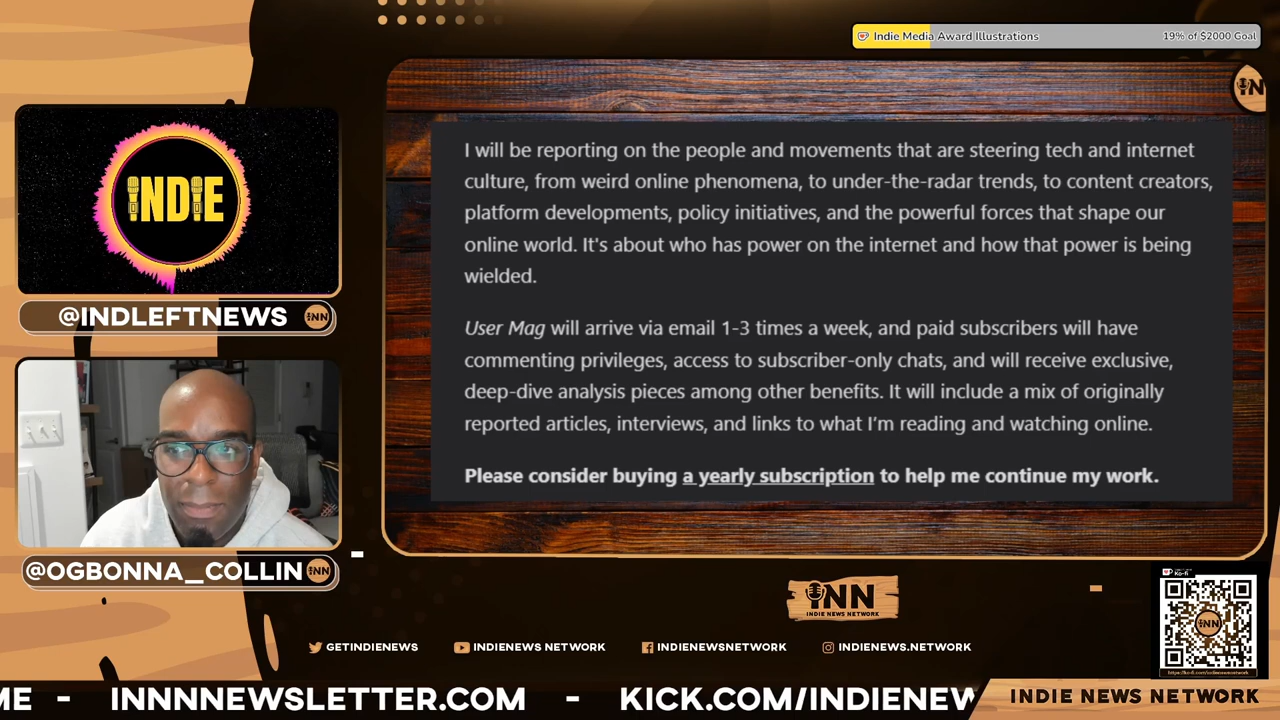 Indie Media Award Illustrations
19% of $2000 Goal
INDIE
@INDLEFTNEWS
INN
I will be reporting on the people and movements that are steering tech and internet
culture, from weird online phenomena, to under-the-radar trends, to content creators,
platform developments, policy initiatives, and the powerful forces that shape our
online world. It's about who has power on the internet and how that power is being
wielded.
User Mag will arrive via email 1-3 times a week, and paid subscribers will have
commenting privileges, access to subscriber-only chats, and will receive exclusive,
deep-dive analysis pieces among other benefits. It will include a mix of originally
reported articles, interviews, and links to what I'm reading and watching online.
Please consider buying a yearly subscription to help me continue my work.
@OGBONNA_COLLIN
INN
INN
INDIE NEWS NETWORK
Ko-fi
INN
GETINDIENEWS
INDIENEWS NETWORK
INDIENEWSNETWORK
INDIENEWS.NETWORK
ME - INNNNEWSLETTER.COM - KICK.COM/INDIENEW
INDIE NEWS NETWORK